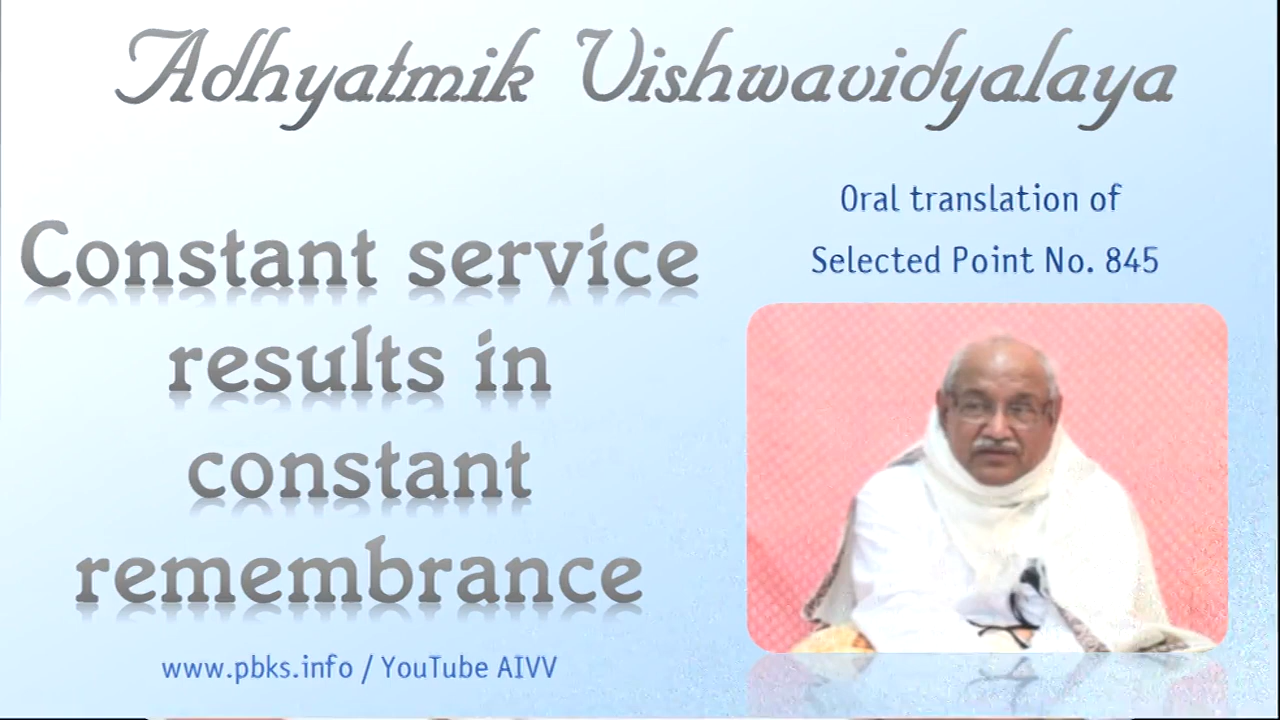 Adhyatmik Vishwavidyalaya
Constant service
results in
constant
remembrance
www.pbks.info / YouTube AIVV
Oral translation of
Selected Point No. 845